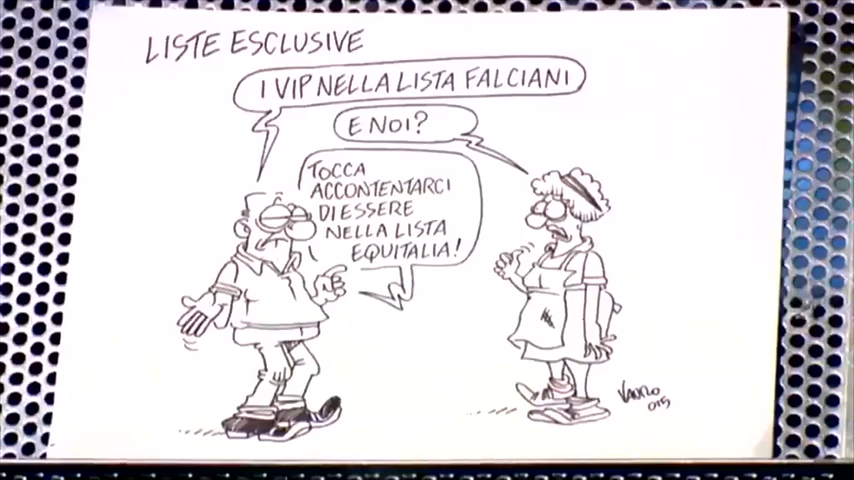 LISTE ESCLUSIVE
I VIP NELLA LISTA FALCIANI
E NOI?
TOCCA
ACCONTENTARCI
DI ESSERE
NELLA LISTA
EQUITALIA!
015